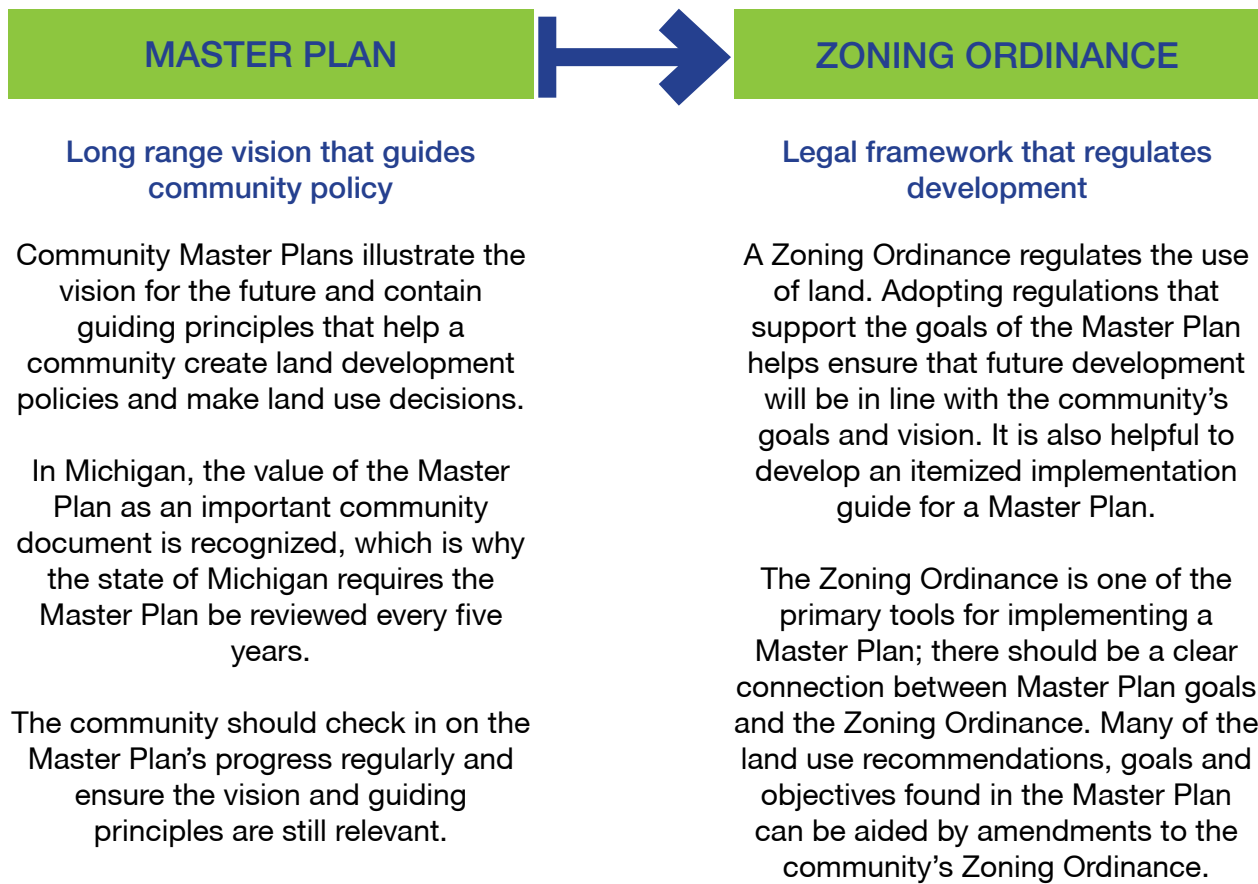 MASTER PLAN
Long range vision that guides
community policy
Community Master Plans illustrate the
vision for the future and contain
guiding principles that help a
community create land development
policies and make land use decisions.
In Michigan, the value of the Master
Plan as an important community
document is recognized, which is why
the state of Michigan requires the
Master Plan be reviewed every five
years.
The community should check in on the
Master Plan’s progress regularly and
ensure the vision and guiding
principles are still relevant.
ZONING ORDINANCE
Legal framework that regulates
development
A Zoning Ordinance regulates the use
of land. Adopting regulations that
support the goals of the Master Plan
helps ensure that future development
will be in line with the community’s
goals and vision. It is also helpful to
develop an itemized implementation
guide for a Master Plan.
The Zoning Ordinance is one of the
primary tools for implementing a
Master Plan; there should be a clear
connection between Master Plan goals
and the Zoning Ordinance. Many of the
land use recommendations, goals and
objectives found in the Master Plan
can be aided by amendments to the
community’s Zoning Ordinance.